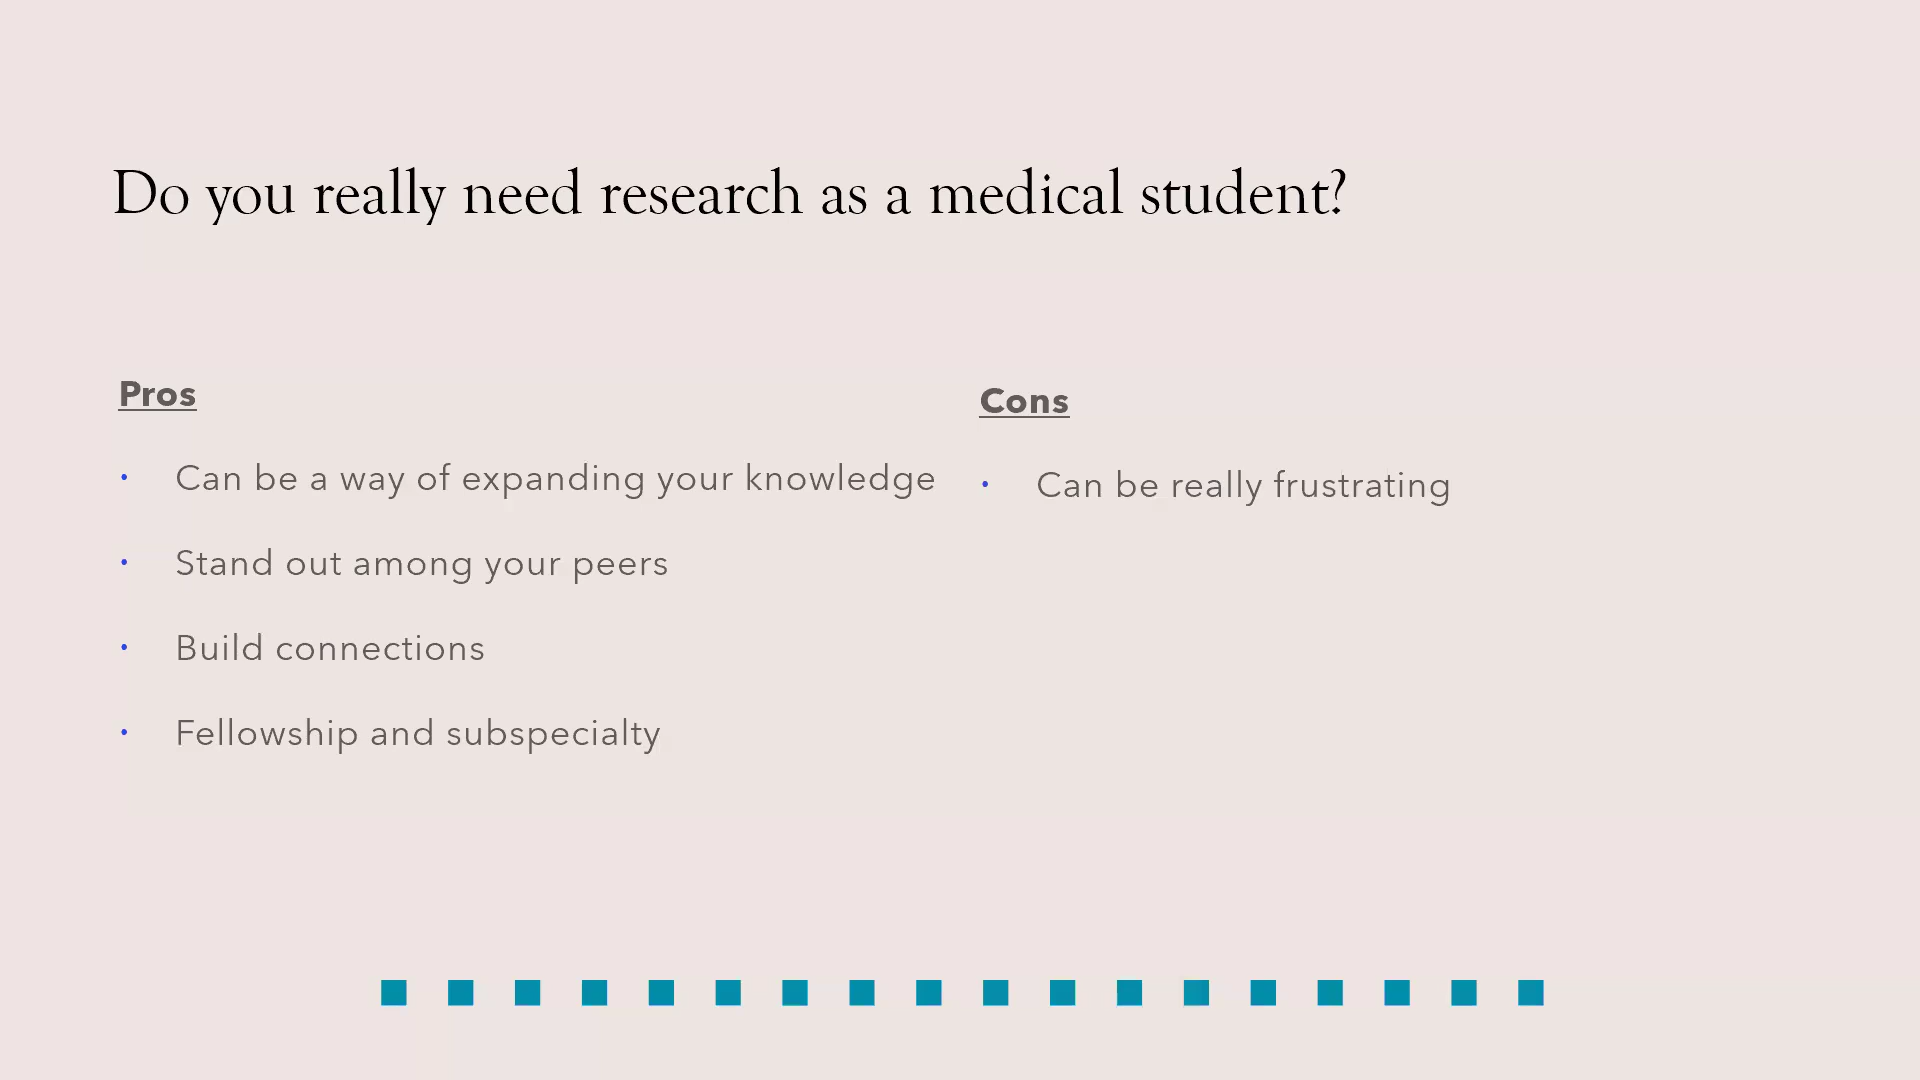 Do you really need research as a medical student?
Pros
• Can be a way of expanding your knowledge
• Stand out among your peers
• Build connections
• Fellowship and subspecialty
Cons
• Can be really frustrating